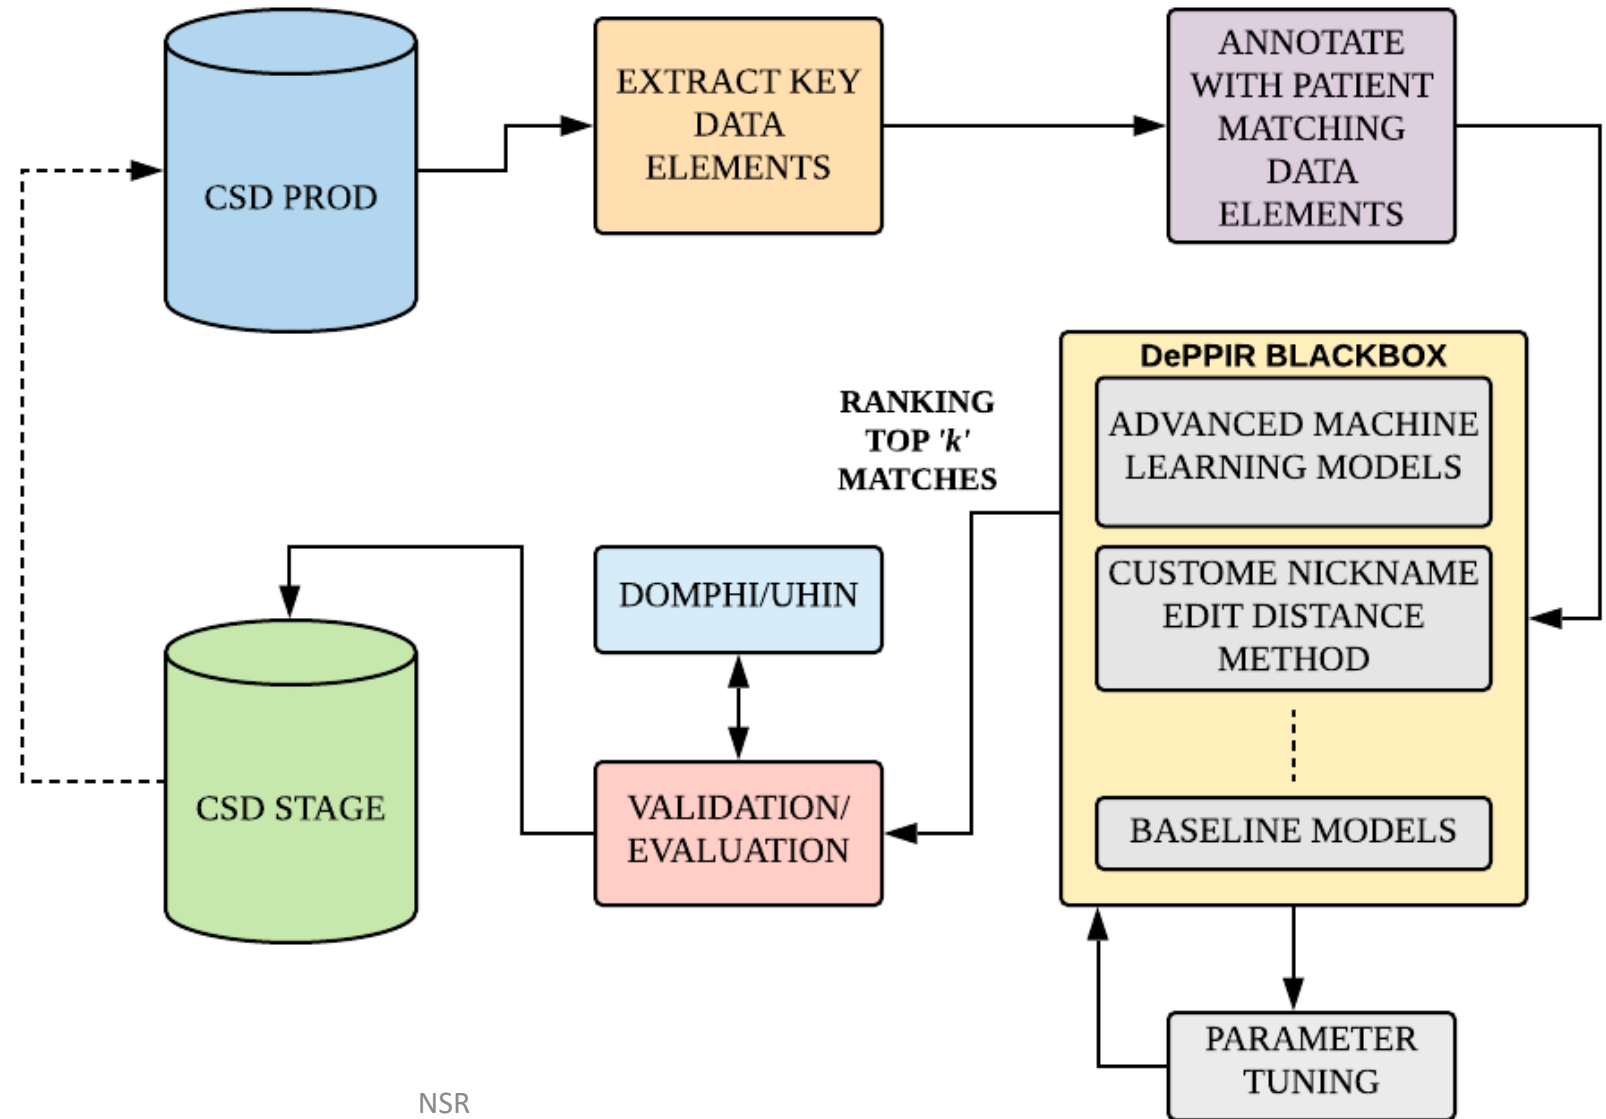 CSD PROD
EXTRACT KEY
DATA
ELEMENTS
ANNOTATE
WITH PATIENT
MATCHING
DATA
ELEMENTS
DePPIR BLACKBOX
ADVANCED MACHINE
LEARNING MODELS
CUSTOME NICKNAME
EDIT DISTANCE
METHOD
BASELINE MODELS
RANKING
TOP 'k'
MATCHES
DOMPHI/UHIN
VALIDATION/
EVALUATION
CSD STAGE
PARAMETER
TUNING
NSR